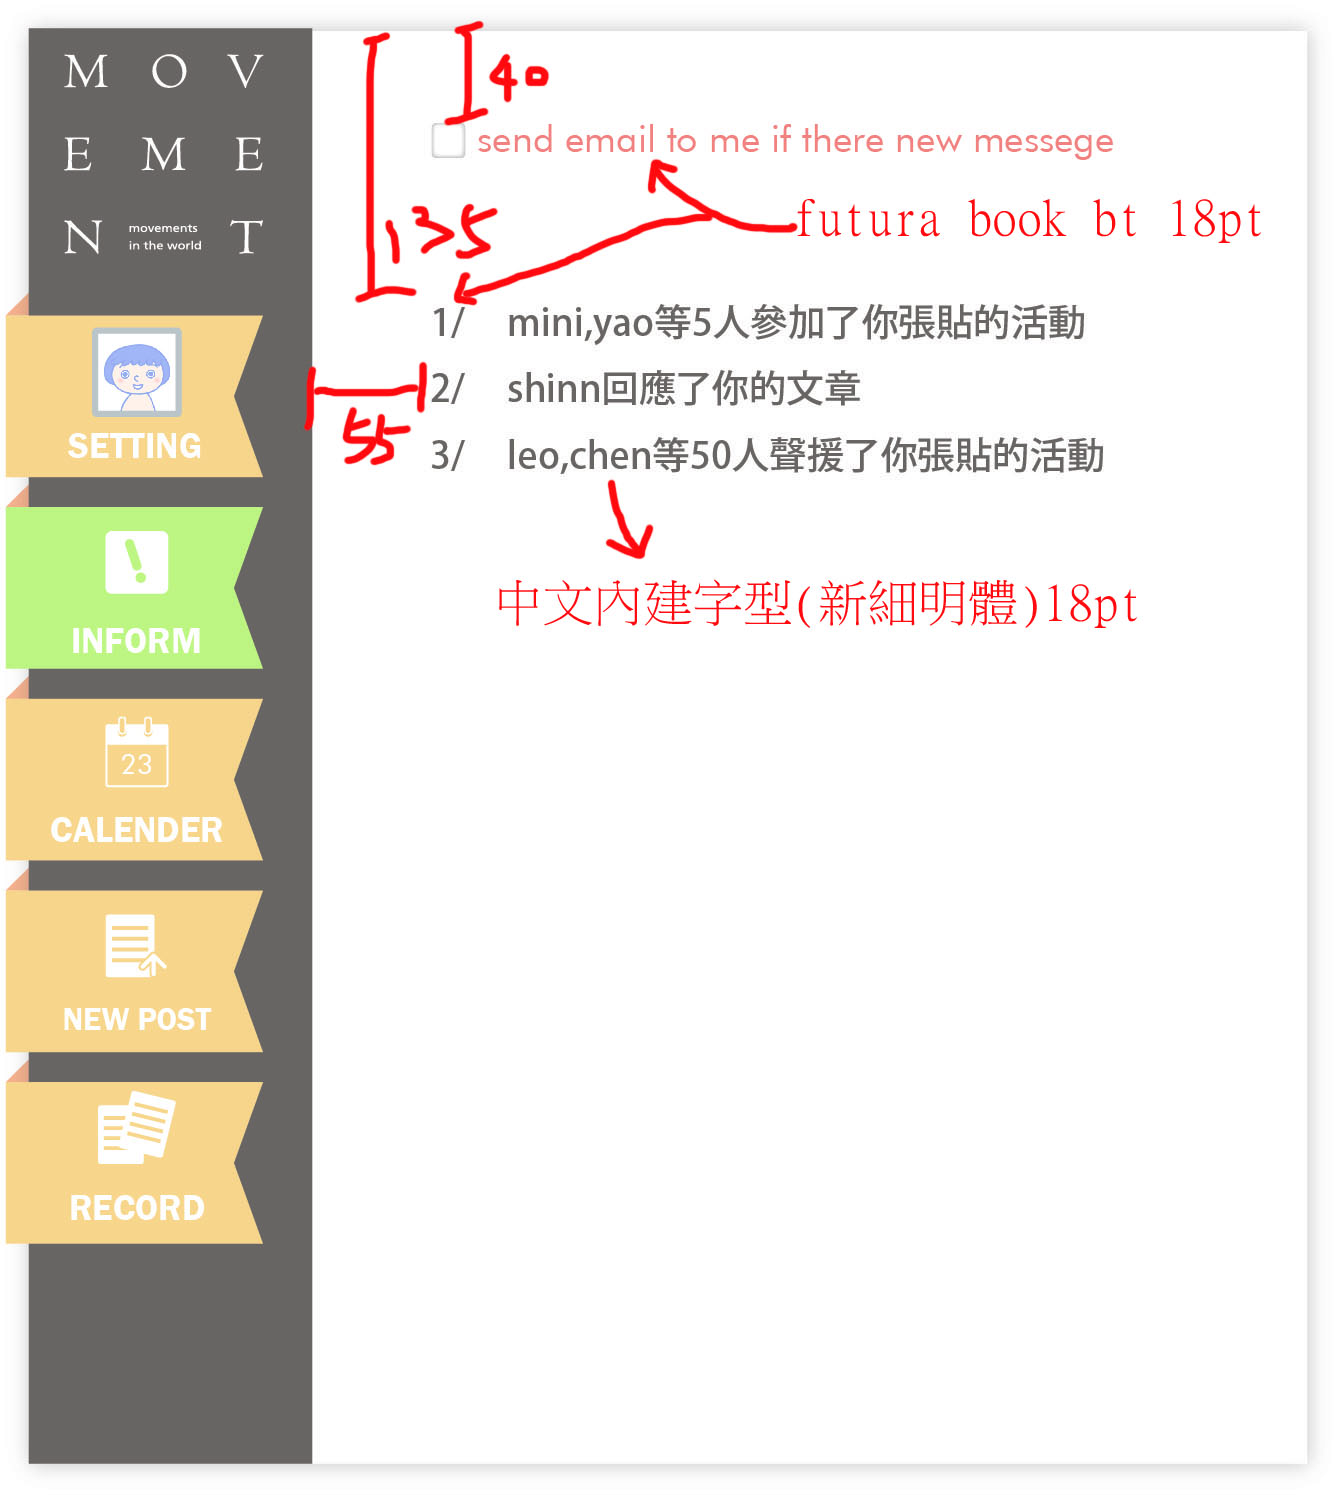 M O V
E M E
N movements in the world T
SETTING
INFORM
23
CALENDER
NEW POST
RECORD
40
send email to me if there new messege
135
futura book bt 18pt
1/ mini,yao等5人參加了你張貼的活動
55
2/ shinn回應了你的文章
3/ leo,chen等50人聲援了你張貼的活動
中文內建字型(新細明體)18pt